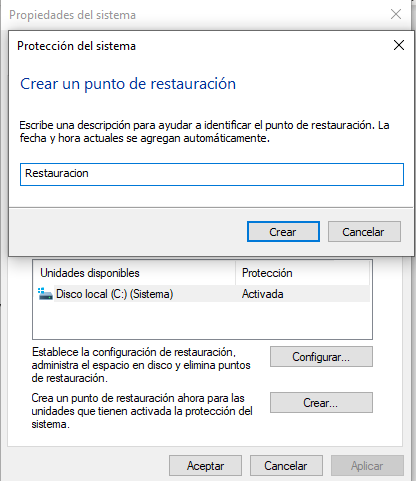 Propiedades del sistema
Protección del sistema
Crear un punto de restauración
Escribe una descripción para ayudar a identificar el punto de restauración. La
fecha y hora actuales se agregan automáticamente.
Restauracion
Crear
Cancelar
Unidades disponibles
Protección
Disco local (C:) (Sistema)
Activada
Establece la configuración de restauración,
administra el espacio en disco y elimina puntos
de restauración.
Configurar...
Crea un punto de restauración ahora para las
unidades que tienen activada la protección del
sistema.
Crear...
Aceptar
Cancelar
Aplicar